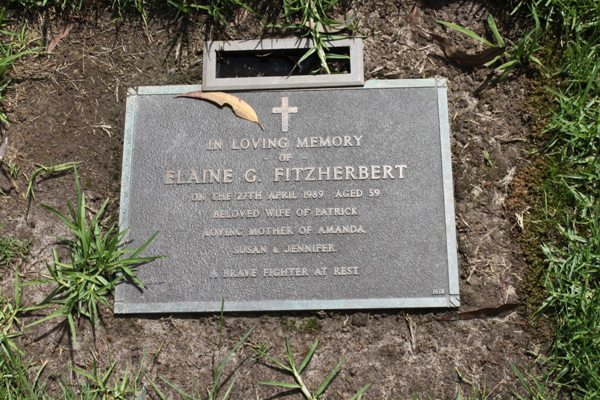 IN LOVING MEMORY
- OF -
ELAINE G. FITZHERBERT
ON THE 27TH APRIL 1989 AGED 59
BELOVED WIFE OF PATRICK
LOVING MOTHER OF AMANDA,
SUSAN & JENNIFER.
A BRAVE FIGHTER AT REST.